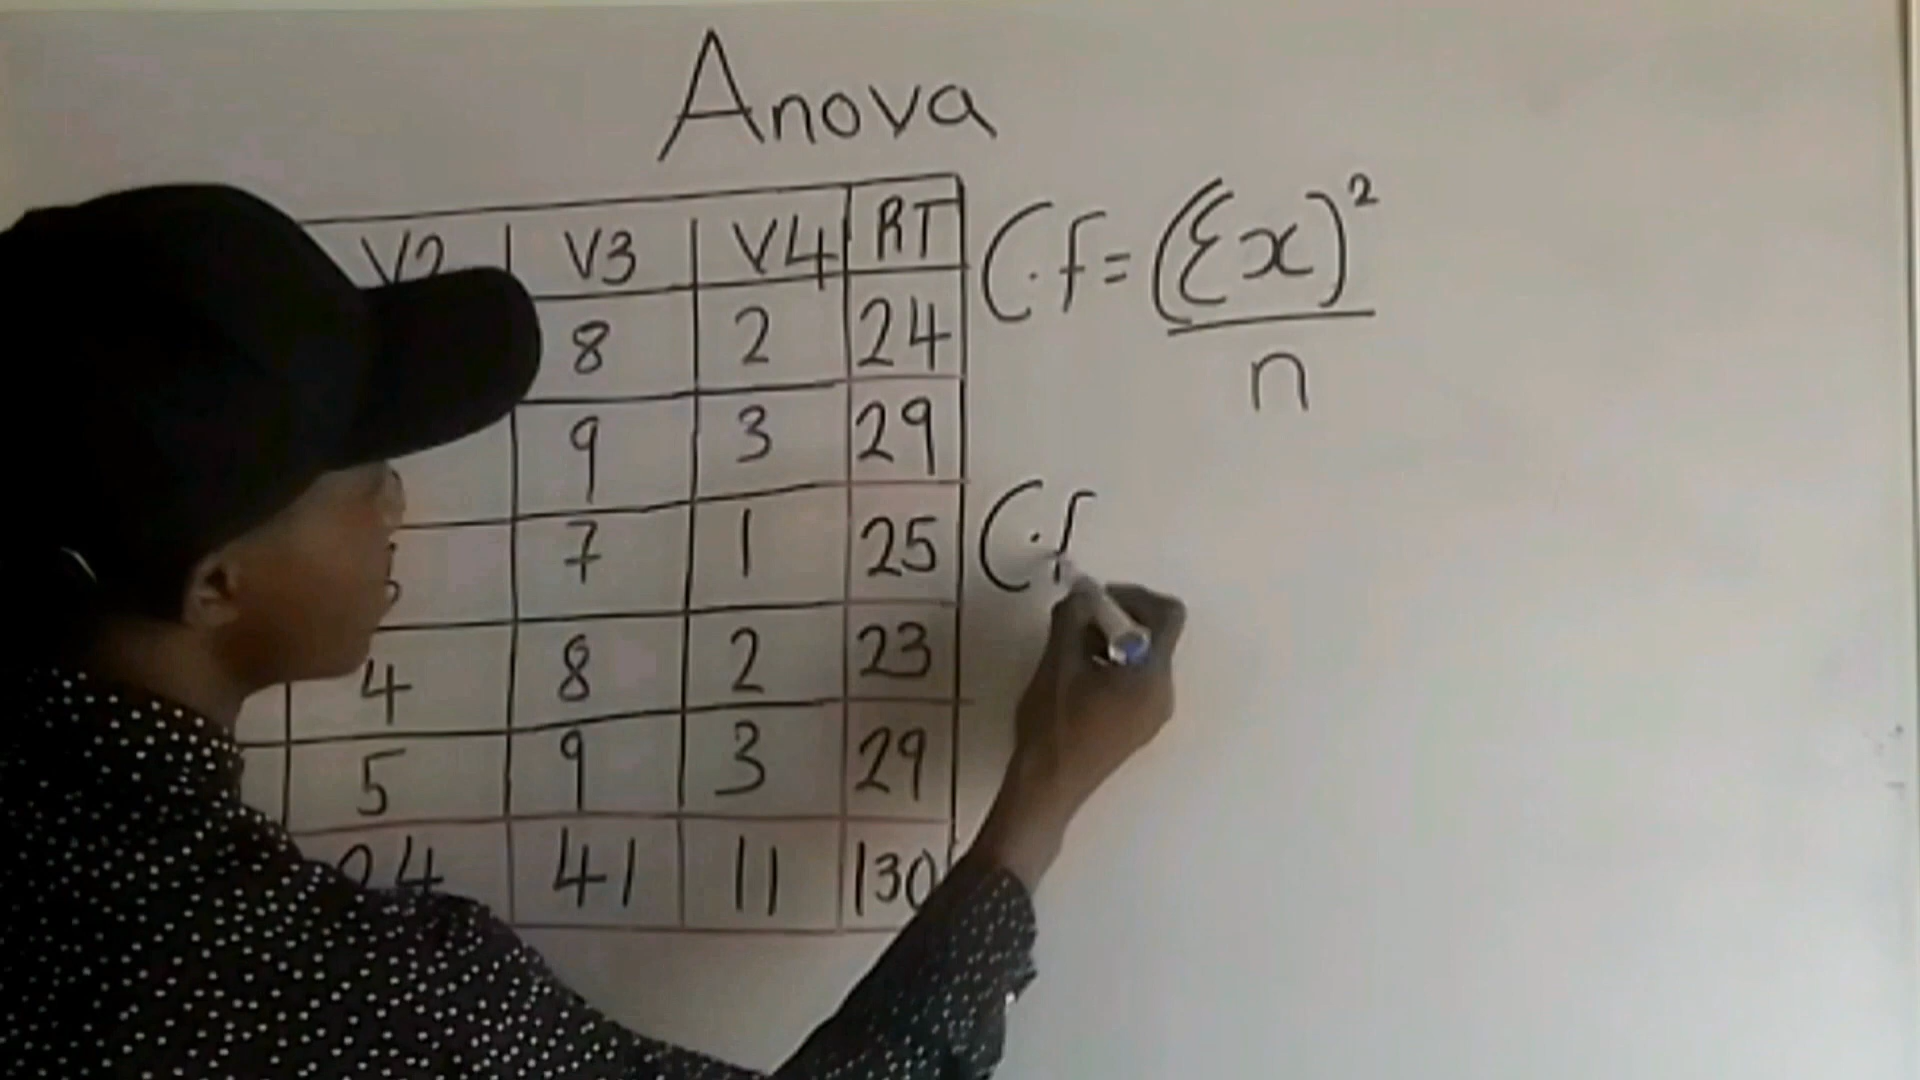 Anova
V2 V3 V4 RT
8 2 24
9 3 29
7 1 25
4 8 2 23
5 9 3 29
41 11 130
C.f = (Σx)²
n
C.f